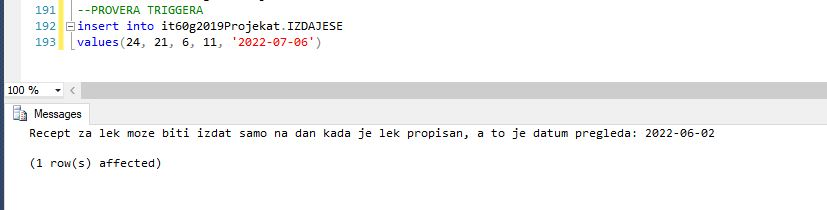 191 --PROVERA TRIGGERA
192 insert into it60g2019Projekat.IZDAJESE
193 values(24, 21, 6, 11, '2022-07-06')
100 %
Messages
Recept za lek moze biti izdat samo na dan kada je lek propisan, a to je datum pregleda: 2022-06-02
(1 row(s) affected)